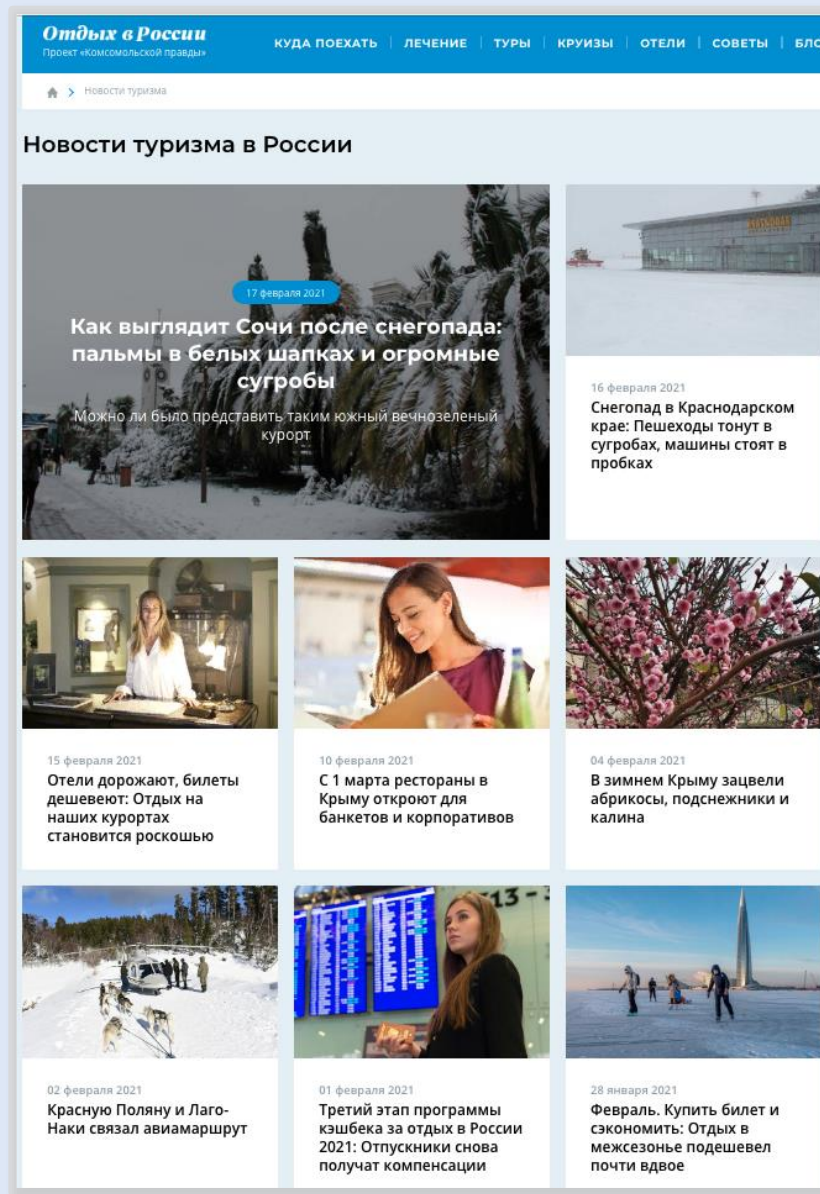 Отдых в России
Проект «Комсомольской правды»
КУДА ПОЕХАТЬ | ЛЕЧЕНИЕ | ТУРЫ | КРУИЗЫ | ОТЕЛИ | СОВЕТЫ | БЛО
Новости туризма
Новости туризма в России
17 февраля 2021
Как выглядит Сочи после снегопада:
пальмы в белых шапках и огромные
сугробы
Можно ли было представить таким южный вечнозеленый
курорт
16 февраля 2021
Снегопад в Краснодарском
крае: Пешеходы тонут в
сугробах, машины стоят в
пробках
15 февраля 2021
Отели дорожают, билеты
дешевеют: Отдых на
наших курортах
становится роскошью
10 февраля 2021
С 1 марта рестораны в
Крыму откроют для
банкетов и корпоративов
04 февраля 2021
В зимнем Крыму зацвели
абрикосы, подснежники и
калина
13 -
02 февраля 2021
Красную Поляну и Лаго-
Наки связал авиамаршрут
01 февраля 2021
Третий этап программы
кэшбека за отдых в России
2021: Отпускники снова
получат компенсации
28 января 2021
Февраль. Купить билет и
сэкономить: Отдых в
межсезонье подешевел
почти вдвое